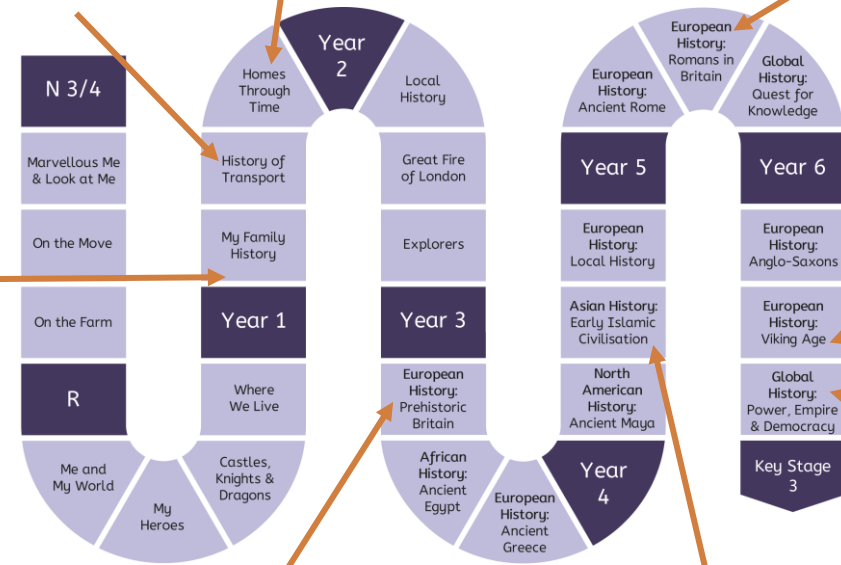 N 3/4
Marvellous Me
& Look at Me
On the Move
On the Farm
R
Me and
My World
My
Heroes
Castles,
Knights &
Dragons
Where
We Live
Year 1
My Family
History
History of
Transport
Homes
Through
Time
Year
2
Local
History
Great Fire
of London
Explorers
Year 3
European
History:
Prehistoric
Britain
African
History:
Ancient
Egypt
European
History:
Ancient
Greece
Year
4
North
American
History:
Ancient Maya
Asian History:
Early Islamic
Civilisation
European
History:
Local History
Year 5
European
History:
Ancient Rome
European
History:
Romans in
Britain
Global
History:
Quest for
Knowledge
Year 6
European
History:
Anglo-Saxons
European
History:
Viking Age
Global
History:
Power, Empire
& Democracy
Key Stage
3